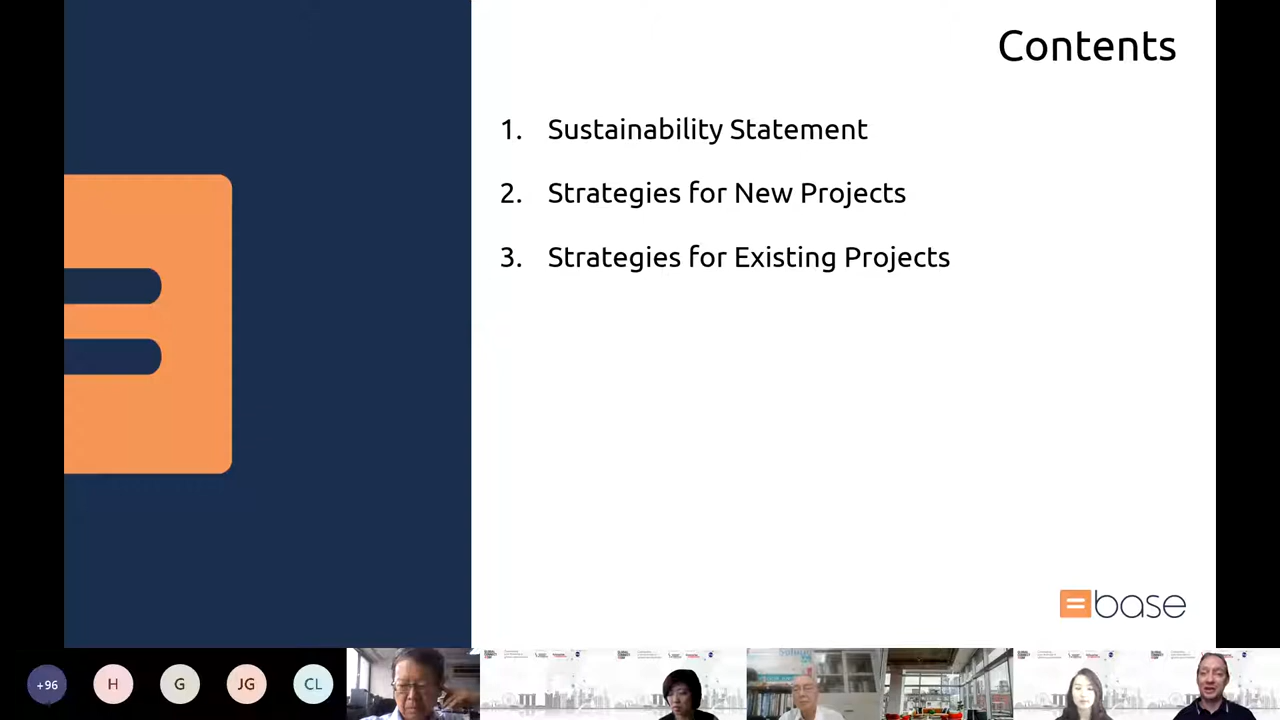 Contents
1. Sustainability Statement
2. Strategies for New Projects
3. Strategies for Existing Projects
base
+96
H
G
JG
CL